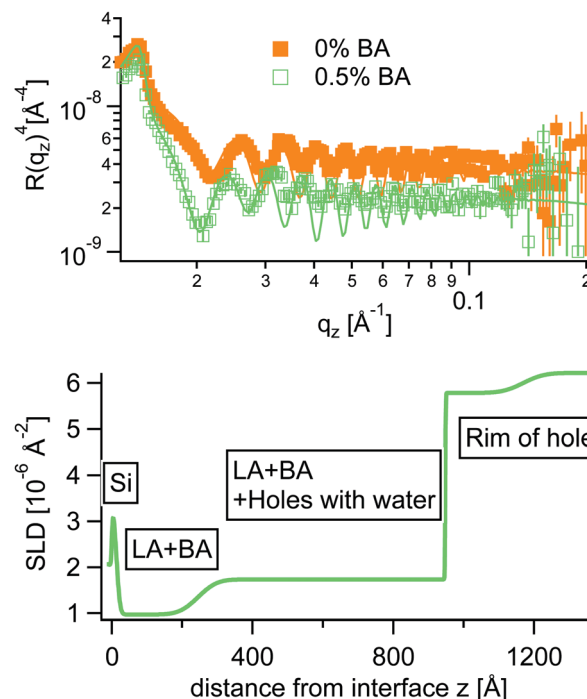 4
2
10⁻⁸
6
4
2
10⁻⁹
R(q_z)⁴[Å⁻⁴]
0% BA
0.5% BA
2 3 4 5 6 7 8 9 0.1 2
q_z [Å⁻¹]
6
5
4
3
2
1
SLD [10⁻⁶ Å⁻²]
Si
LA+BA
LA+BA
+Holes with water
Rim of hole
0 400 800 1200
distance from interface z [Å]